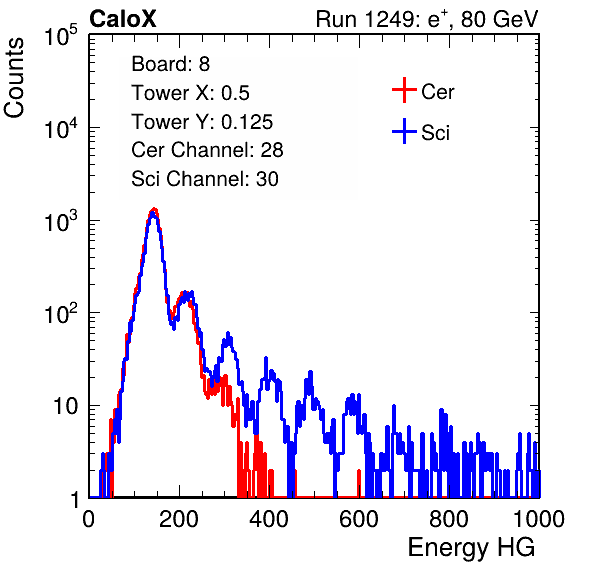 CaloX Run 1249: e⁺, 80 GeV
Counts
Board: 8
Tower X: 0.5
Tower Y: 0.125
Cer Channel: 28
Sci Channel: 30
Cer
Sci
10⁵
10⁴
10³
10²
10
1
0 200 400 600 800 1000
Energy HG